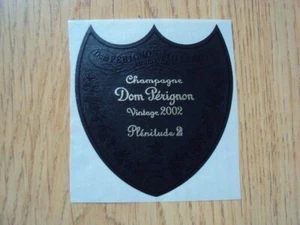 Champagne
Dom Pérignon
Vintage 2002
Plénitude 2